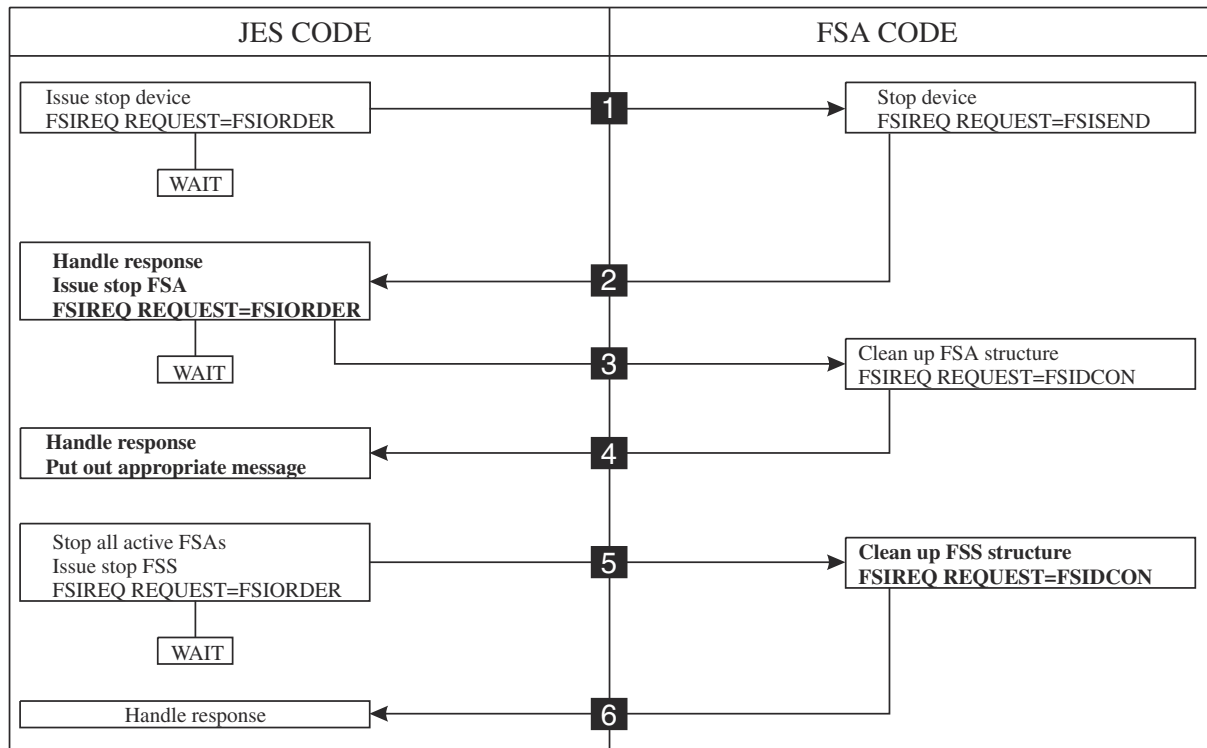 JES CODE
FSA CODE
Issue stop device
FSIREQ REQUEST=FSIORDER
1
Stop device
FSIREQ REQUEST=FSISEND
WAIT
Handle response
Issue stop FSA
FSIREQ REQUEST=FSIORDER
2
WAIT
3
Clean up FSA structure
FSIREQ REQUEST=FSIDCON
Handle response
Put out appropriate message
4
Stop all active FSAs
Issue stop FSS
FSIREQ REQUEST=FSIORDER
5
Clean up FSS structure
FSIREQ REQUEST=FSIDCON
WAIT
Handle response
6